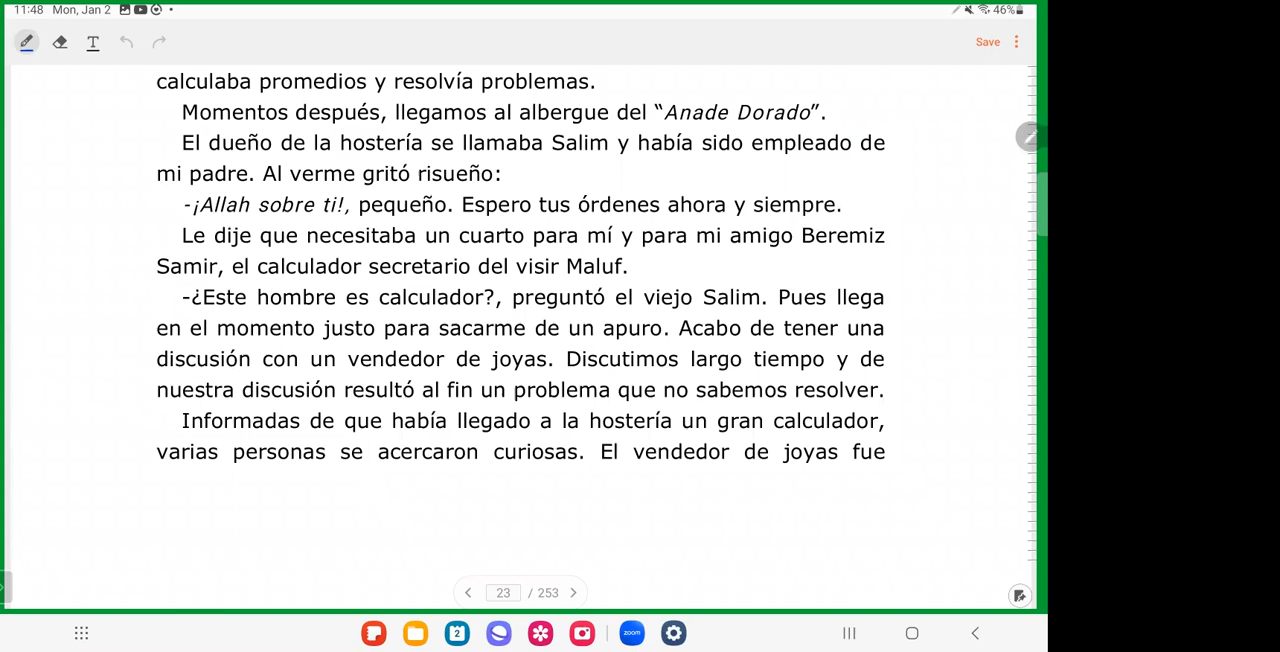 11:48 Mon, Jan 2 46%
T Save
calculaba promedios y resolvía problemas.
Momentos después, llegamos al albergue del “Anade Dorado”.
El dueño de la hostería se llamaba Salim y había sido empleado de
mi padre. Al verme gritó risueño:
-¡Allah sobre ti!, pequeño. Espero tus órdenes ahora y siempre.
Le dije que necesitaba un cuarto para mí y para mi amigo Beremiz
Samir, el calculador secretario del visir Maluf.
-¿Este hombre es calculador?, preguntó el viejo Salim. Pues llega
en el momento justo para sacarme de un apuro. Acabo de tener una
discusión con un vendedor de joyas. Discutimos largo tiempo y de
nuestra discusión resultó al fin un problema que no sabemos resolver.
Informadas de que había llegado a la hostería un gran calculador,
varias personas se acercaron curiosas. El vendedor de joyas fue
23 / 253
2 zoom